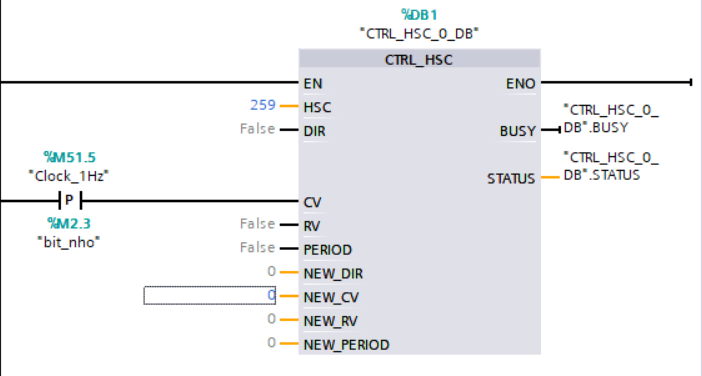 %DB1
"CTRL_HSC_0_DB"
CTRL_HSC
EN
ENO
259
HSC
False
DIR
BUSY
"CTRL_HSC_0_
DB".BUSY
%M51.5
"Clock_1Hz"
P
%M2.3
"bit_nho"
STATUS
"CTRL_HSC_0_
DB".STATUS
CV
False
RV
False
PERIOD
0
NEW_DIR
0
NEW_CV
0
NEW_RV
0
NEW_PERIOD